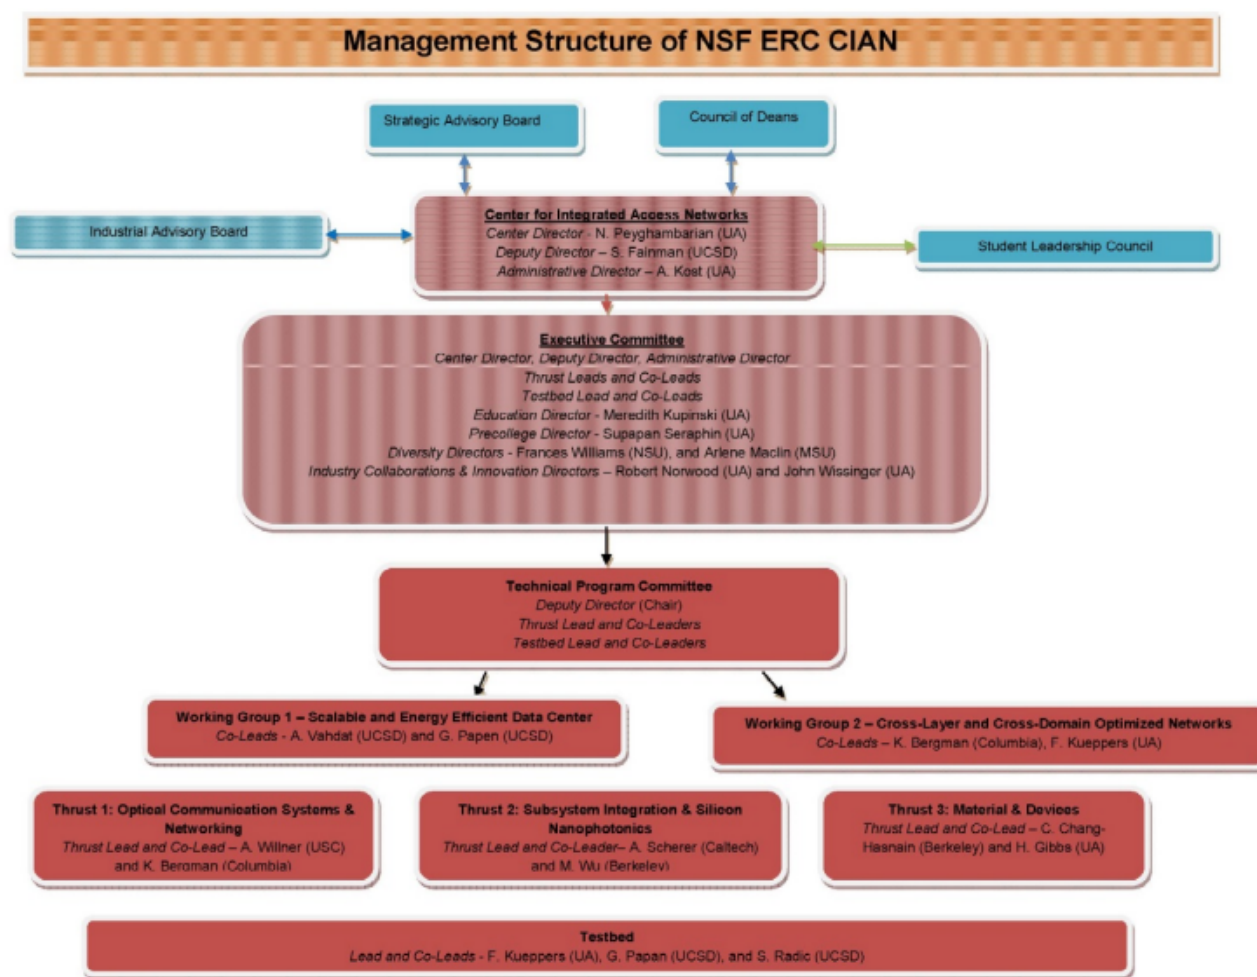 Management Structure of NSF ERC CIAN
Strategic Advisory Board
Council of Deans
Industrial Advisory Board
Center for Integrated Access Networks
Center Director - N. Peyghambarian (UA)
Deputy Director – S. Fainman (UCSD)
Administrative Director – A. Kost (UA)
Student Leadership Council
Executive Committee
Center Director, Deputy Director, Administrative Director
Thrust Leads and Co-Leads
Testbed Lead and Co-Leads
Education Director - Meredith Kupinski (UA)
Precollege Director - Supapan Seraphin (UA)
Diversity Directors - Frances Williams (NSU), and Arlene Maclin (MSU)
Industry Collaborations & Innovation Directors – Robert Norwood (UA) and John Wissinger (UA)
Technical Program Committee
Deputy Director (Chair)
Thrust Lead and Co-Leaders
Testbed Lead and Co-Leaders
Working Group 1 – Scalable and Energy Efficient Data Center
Co-Leads - A. Vahdat (UCSD) and G. Papen (UCSD)
Working Group 2 – Cross-Layer and Cross-Domain Optimized Networks
Co-Leads – K. Bergman (Columbia), F. Kueppers (UA)
Thrust 1: Optical Communication Systems &
Networking
Thrust Lead and Co-Lead – A. Willner (USC)
and K. Bergman (Columbia)
Thrust 2: Subsystem Integration & Silicon
Nanophotonics
Thrust Lead and Co-Leader– A. Scherer (Caltech)
and M. Wu (Berkeley)
Thrust 3: Material & Devices
Thrust Lead and Co-Lead – C. Chang-
Hasnain (Berkeley) and H. Gibbs (UA)
Testbed
Lead and Co-Leads - F. Kueppers (UA), G. Papan (UCSD), and S. Radic (UCSD)